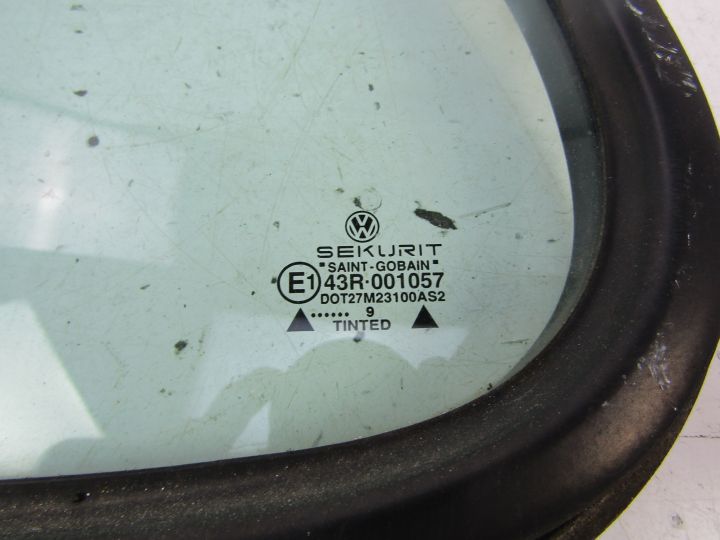 VW
SEKURIT
"SAINT-GOBAIN"
E1 43R-001057
DOT27M23100AS2
...... 9
TINTED